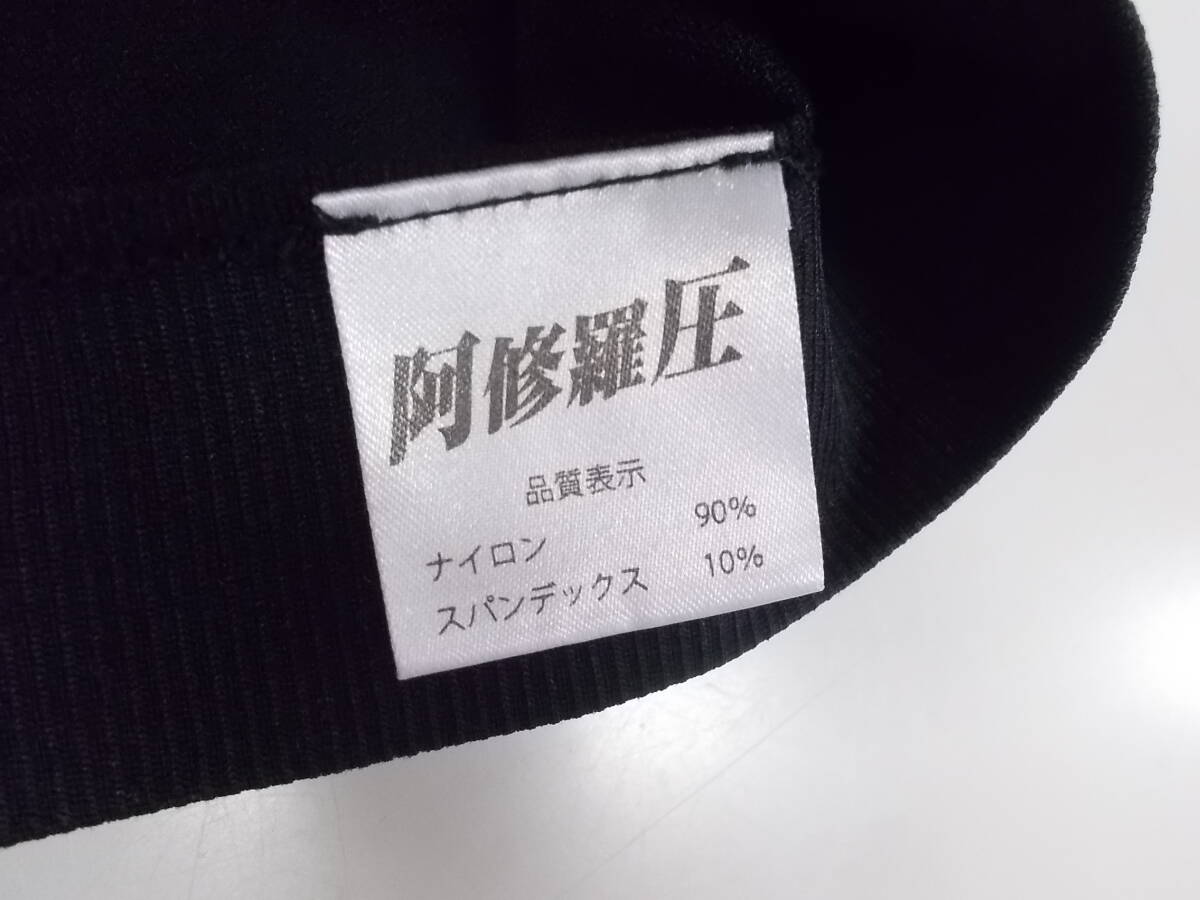 阿修羅圧
品質表示
ナイロン 90%
スパンデックス 10%